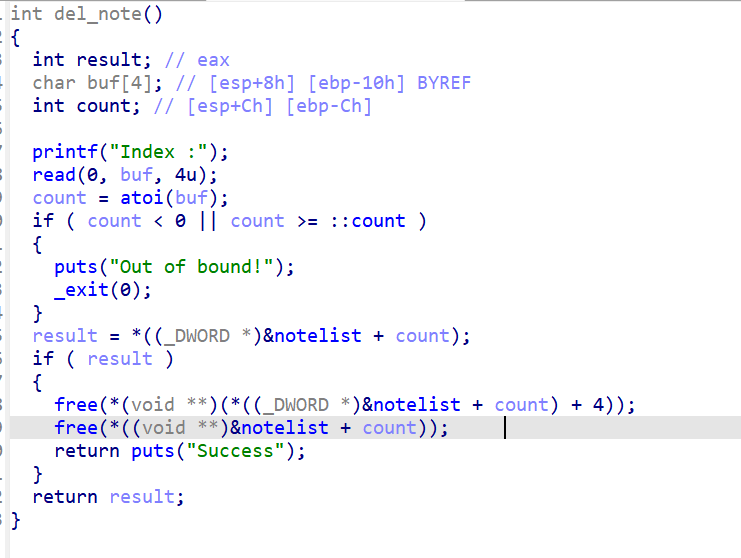 int del_note()
{
  int result; // eax
  char buf[4]; // [esp+8h] [ebp-10h] BYREF
  int count; // [esp+Ch] [ebp-Ch]

  printf("Index :");
  read(0, buf, 4u);
  count = atoi(buf);
  if ( count < 0 || count >= ::count )
  {
    puts("Out of bound!");
    _exit(0);
  }
  result = *((_DWORD *)&notelist + count);
  if ( result )
  {
    free(*(void **)(*((_DWORD *)&notelist + count) + 4));
    free(*((void **)&notelist + count));
    return puts("Success");
  }
  return result;
}